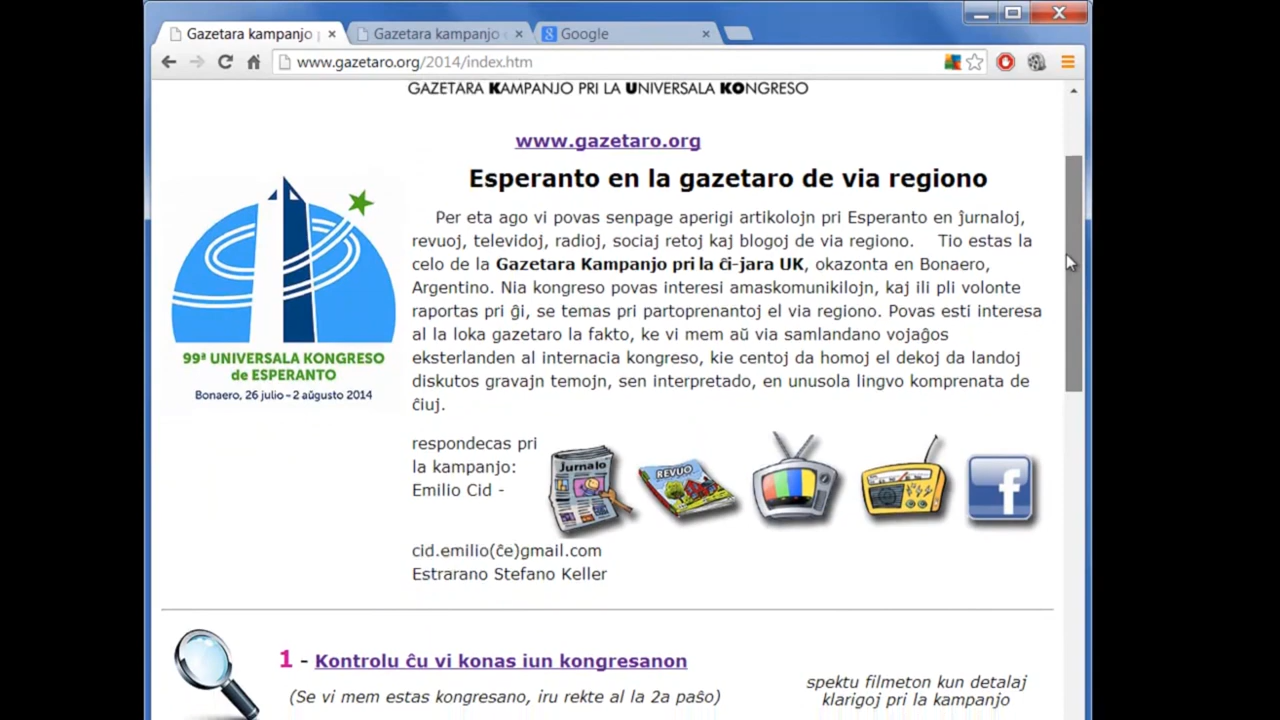 Gazetara kampanjo p
Gazetara kampanjo
Google
www.gazetaro.org/2014/index.htm
GAZETARA KAMPANJO PRI LA UNIVERSALA KONGRESO
www.gazetaro.org
Esperanto en la gazetaro de via regiono
Per eta ago vi povas senpage aperigi artikolojn pri Esperanto en ĵurnaloj,
revuoj, televidoj, radioj, sociaj retoj kaj blogoj de via regiono. Tio estas la
celo de la Gazetara Kampanjo pri la ĉi-jara UK, okazonta en Bonaero,
Argentino. Nia kongreso povas interesi amaskomunikilojn, kaj ili pli volonte
raportas pri ĝi, se temas pri partoprenantoj el via regiono. Povas esti interesa
al la loka gazetaro la fakto, ke vi mem aŭ via samlandano vojaĝos
eksterlanden al internacia kongreso, kie centoj da homoj el dekoj da landoj
diskutos gravajn temojn, sen interpretado, en unusola lingvo komprenata de
ĉiuj.
99ª UNIVERSALA KONGRESO
de ESPERANTO
Bonaero, 26 julio – 2 aŭgusto 2014
respondecas pri
la kampanjo:
Emilio Cid -
Jurnalo
REVUO
f
cid.emilio(ĉe)gmail.com
Estrarano Stefano Keller
1 - Kontrolu ĉu vi konas iun kongresanon
(Se vi mem estas kongresano, iru rekte al la 2a paŝo)
spektu filmeton kun detalaj
klarigoj pri la kampanjo